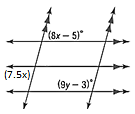 (8x − 5)°
(7.5x)
(9y − 3)°